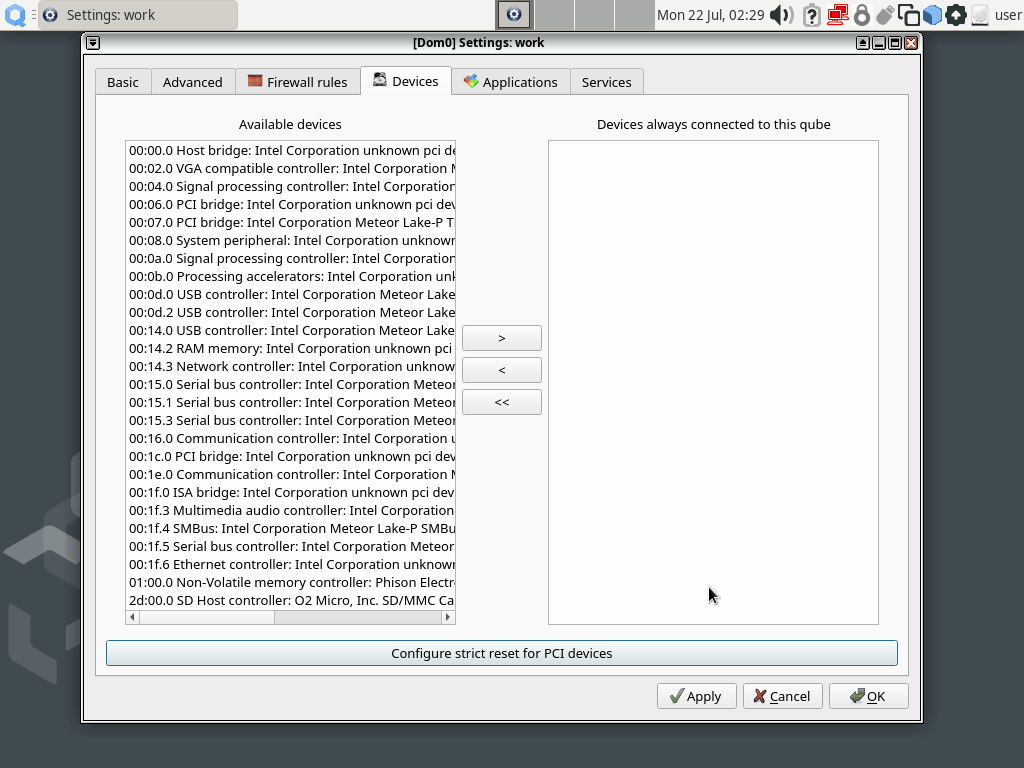 Settings: work
Mon 22 Jul, 02:29
user
[Dom0] Settings: work
Basic
Advanced
Firewall rules
Devices
Applications
Services
Available devices
Devices always connected to this qube
00:00.0 Host bridge: Intel Corporation unknown pci de
00:02.0 VGA compatible controller: Intel Corporation M
00:04.0 Signal processing controller: Intel Corporation
00:06.0 PCI bridge: Intel Corporation unknown pci dev
00:07.0 PCI bridge: Intel Corporation Meteor Lake-P T
00:08.0 System peripheral: Intel Corporation unknown
00:0a.0 Signal processing controller: Intel Corporation
00:0b.0 Processing accelerators: Intel Corporation unk
00:0d.0 USB controller: Intel Corporation Meteor Lake
00:0d.2 USB controller: Intel Corporation Meteor Lake
00:14.0 USB controller: Intel Corporation Meteor Lake
00:14.2 RAM memory: Intel Corporation unknown pci
00:14.3 Network controller: Intel Corporation unknow
00:15.0 Serial bus controller: Intel Corporation Meteor
00:15.1 Serial bus controller: Intel Corporation Meteor
00:15.3 Serial bus controller: Intel Corporation Meteor
00:16.0 Communication controller: Intel Corporation u
00:1c.0 PCI bridge: Intel Corporation unknown pci dev
00:1e.0 Communication controller: Intel Corporation M
00:1f.0 ISA bridge: Intel Corporation unknown pci dev
00:1f.3 Multimedia audio controller: Intel Corporation
00:1f.4 SMBus: Intel Corporation Meteor Lake-P SMBu
00:1f.5 Serial bus controller: Intel Corporation Meteor
00:1f.6 Ethernet controller: Intel Corporation unknown
01:00.0 Non-Volatile memory controller: Phison Electr
2d:00.0 SD Host controller: O2 Micro, Inc. SD/MMC Ca
>
<
<<
Configure strict reset for PCI devices
Apply
Cancel
OK